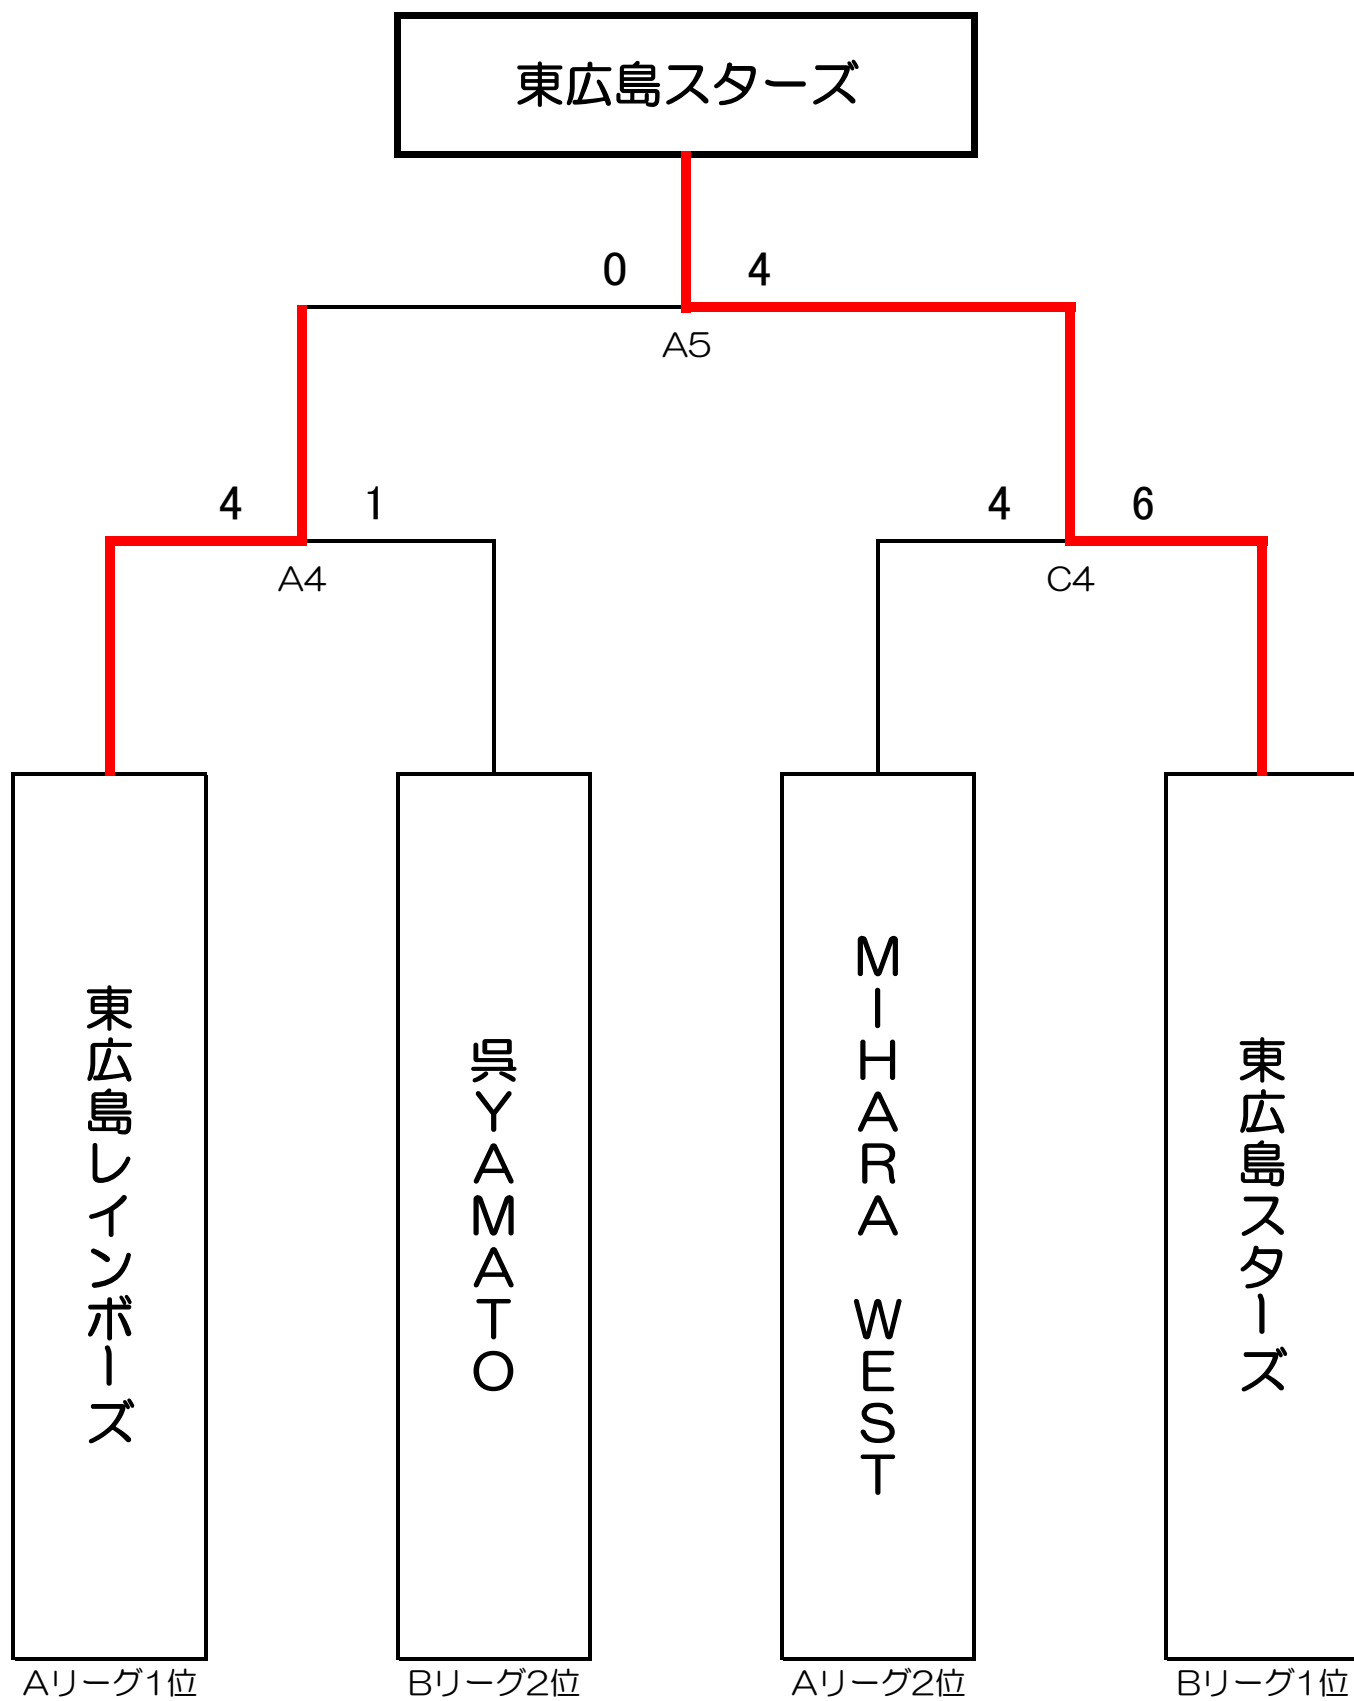 東広島スターズ
0 4
A5
4 1
4 6
A4
C4
東広島レインボーズ
呉YAMATO
MIHARA WEST
東広島スターズ
Aリーグ1位
Bリーグ2位
Aリーグ2位
Bリーグ1位